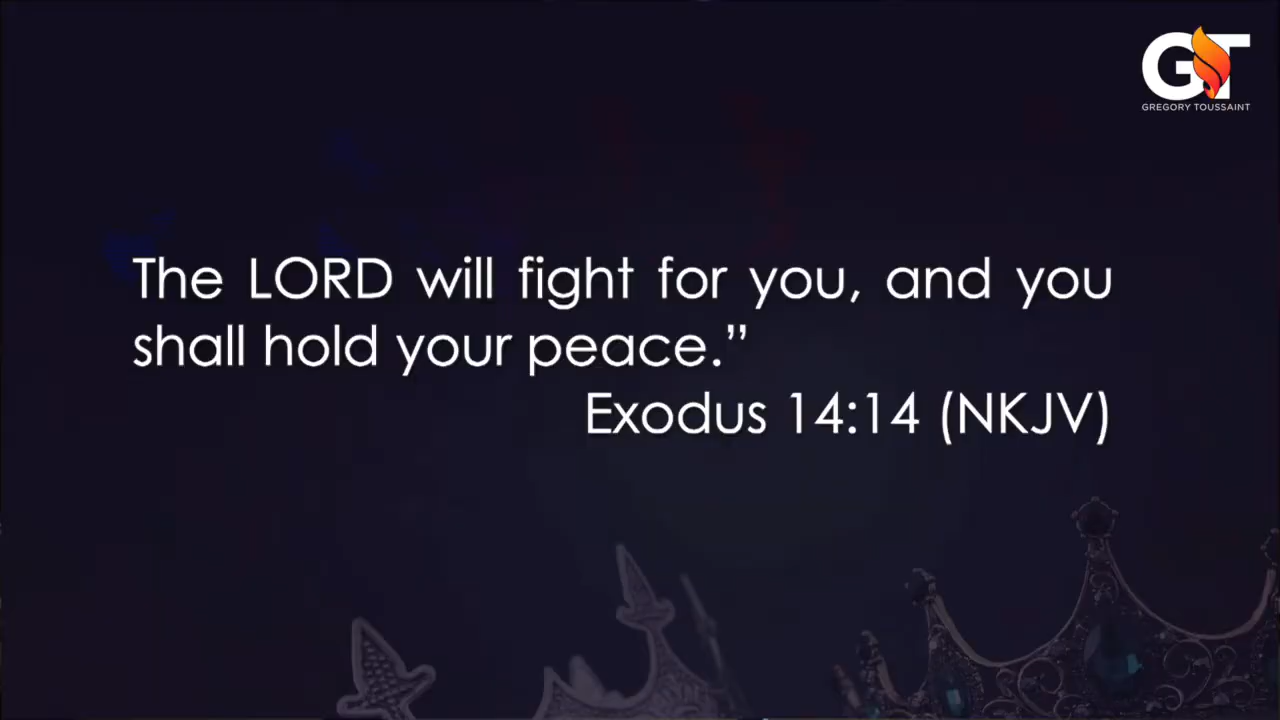 GT
GREGORY TOUSSAINT
The LORD will fight for you, and you
shall hold your peace.”
Exodus 14:14 (NKJV)